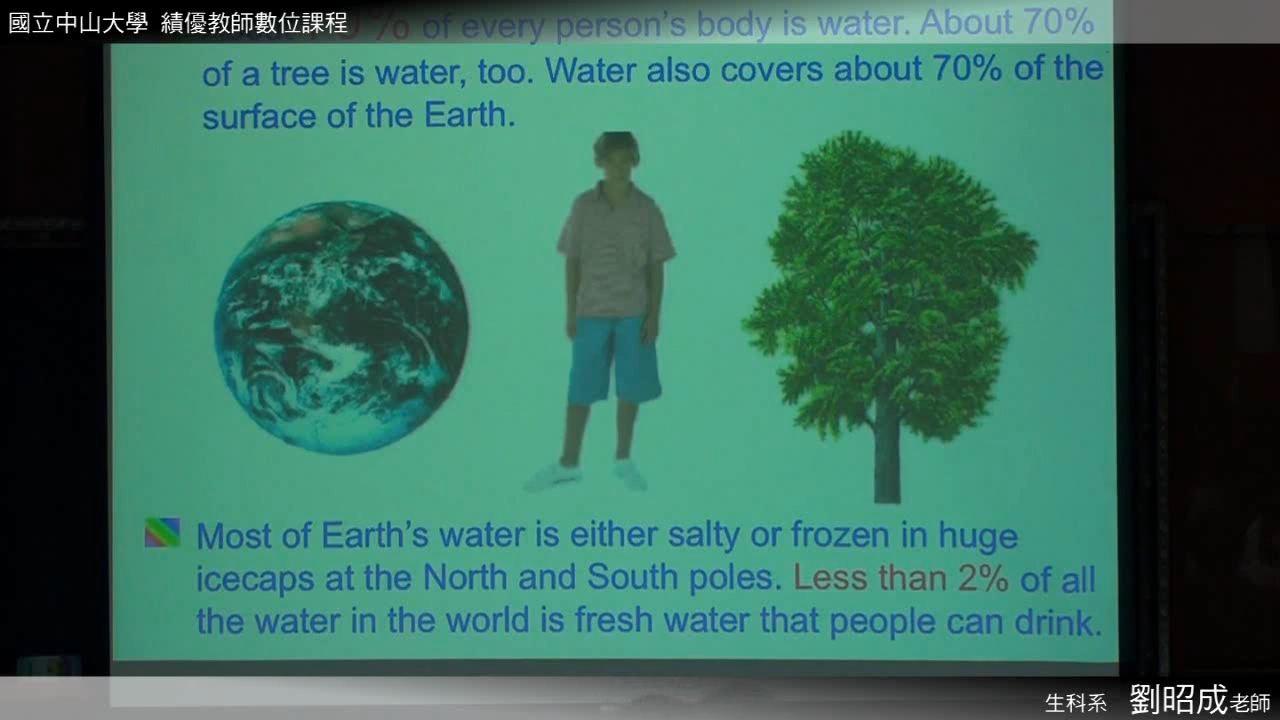 國立中山大學 績優教師數位課程
% of every person's body is water. About 70%
of a tree is water, too. Water also covers about 70% of the
surface of the Earth.
Most of Earth's water is either salty or frozen in huge
icecaps at the North and South poles. Less than 2% of all
the water in the world is fresh water that people can drink.
生科系 劉昭成老師